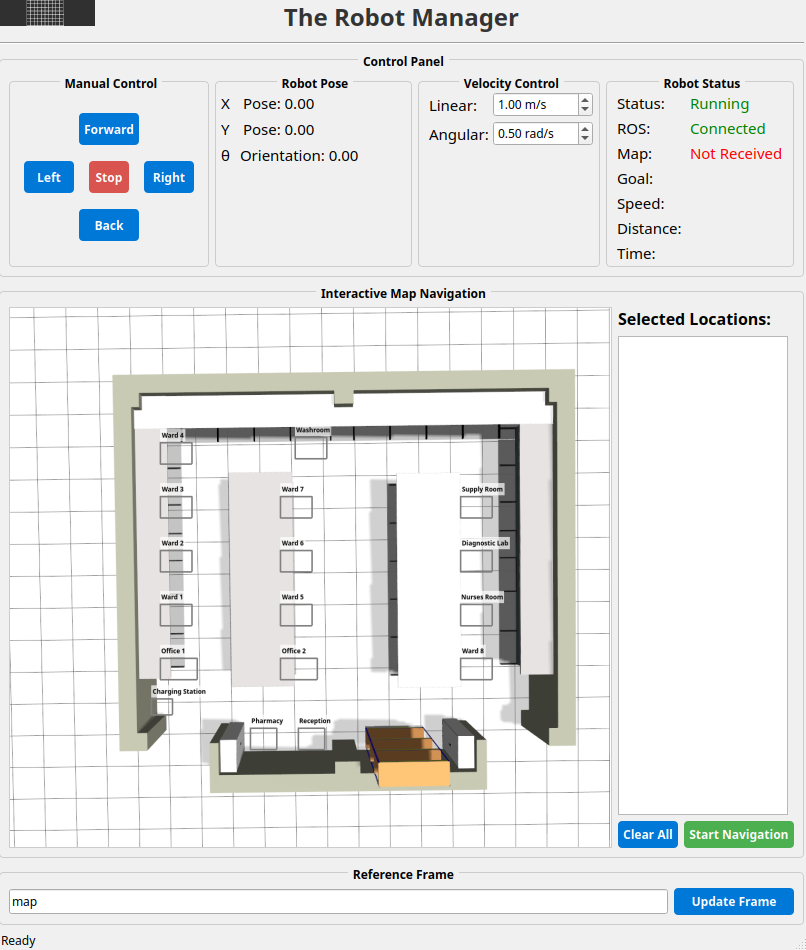 The Robot Manager
Control Panel
Manual Control
Forward
Left
Stop
Right
Back
Robot Pose
X Pose: 0.00
Y Pose: 0.00
θ Orientation: 0.00
Velocity Control
Linear: 1.00 m/s
Angular: 0.50 rad/s
Robot Status
Status: Running
ROS: Connected
Map: Not Received
Goal:
Speed:
Distance:
Time:
Interactive Map Navigation
Ward 4
Washroom
Ward 3
Ward 7
Supply Room
Ward 2
Ward 6
Diagnostic Lab
Ward 1
Ward 5
Nurses Room
Office 1
Office 2
Ward 8
Charging Station
Pharmacy
Reception
Selected Locations:
Clear All
Start Navigation
Reference Frame
map
Update Frame
Ready